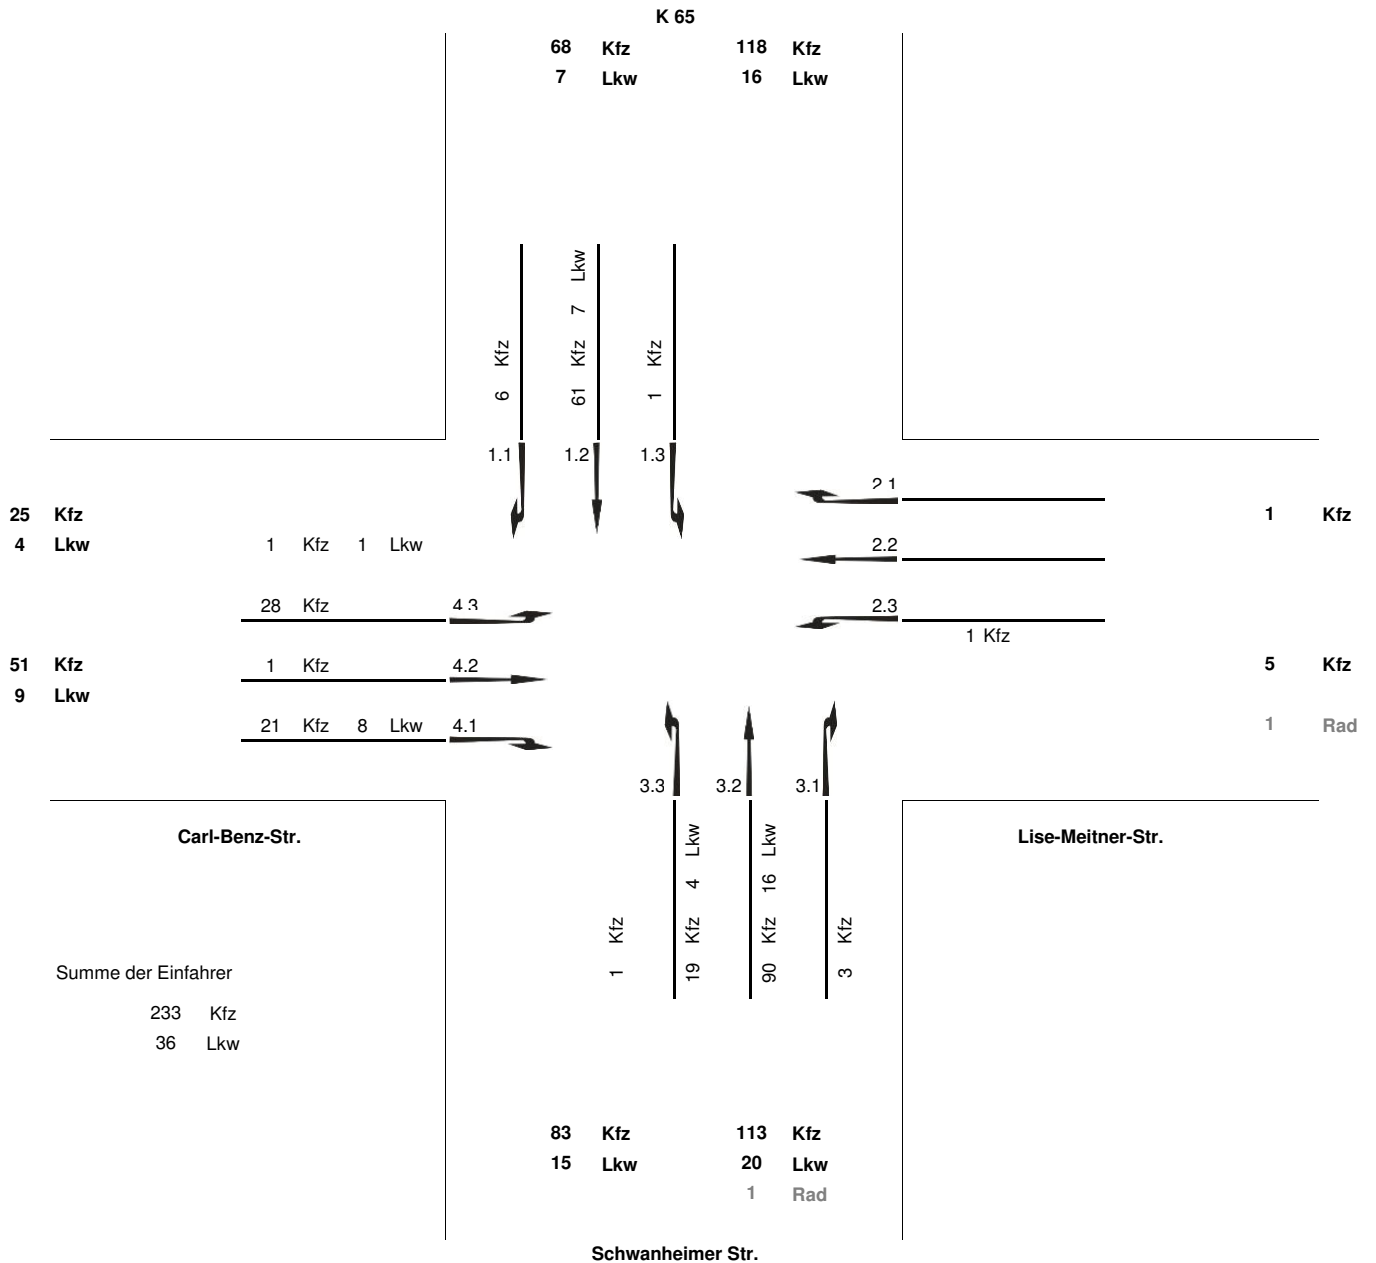 K 65
68 Kfz 118 Kfz
7 Lkw 16 Lkw
6 Kfz
61 Kfz 7 Lkw
1 Kfz
1.1 1.2 1.3
2.1
25 Kfz
4 Lkw
1 Kfz 1 Lkw
2.2
1 Kfz
28 Kfz 4.3
2.3
1 Kfz
51 Kfz
9 Lkw
1 Kfz 4.2
5 Kfz
21 Kfz 8 Lkw 4.1
1 Rad
3.3 3.2 3.1
Carl-Benz-Str.
Lise-Meitner-Str.
1 Kfz
19 Kfz 4 Lkw
90 Kfz 16 Lkw
3 Kfz
Summe der Einfahrer
233 Kfz
36 Lkw
83 Kfz 113 Kfz
15 Lkw 20 Lkw
1 Rad
Schwanheimer Str.